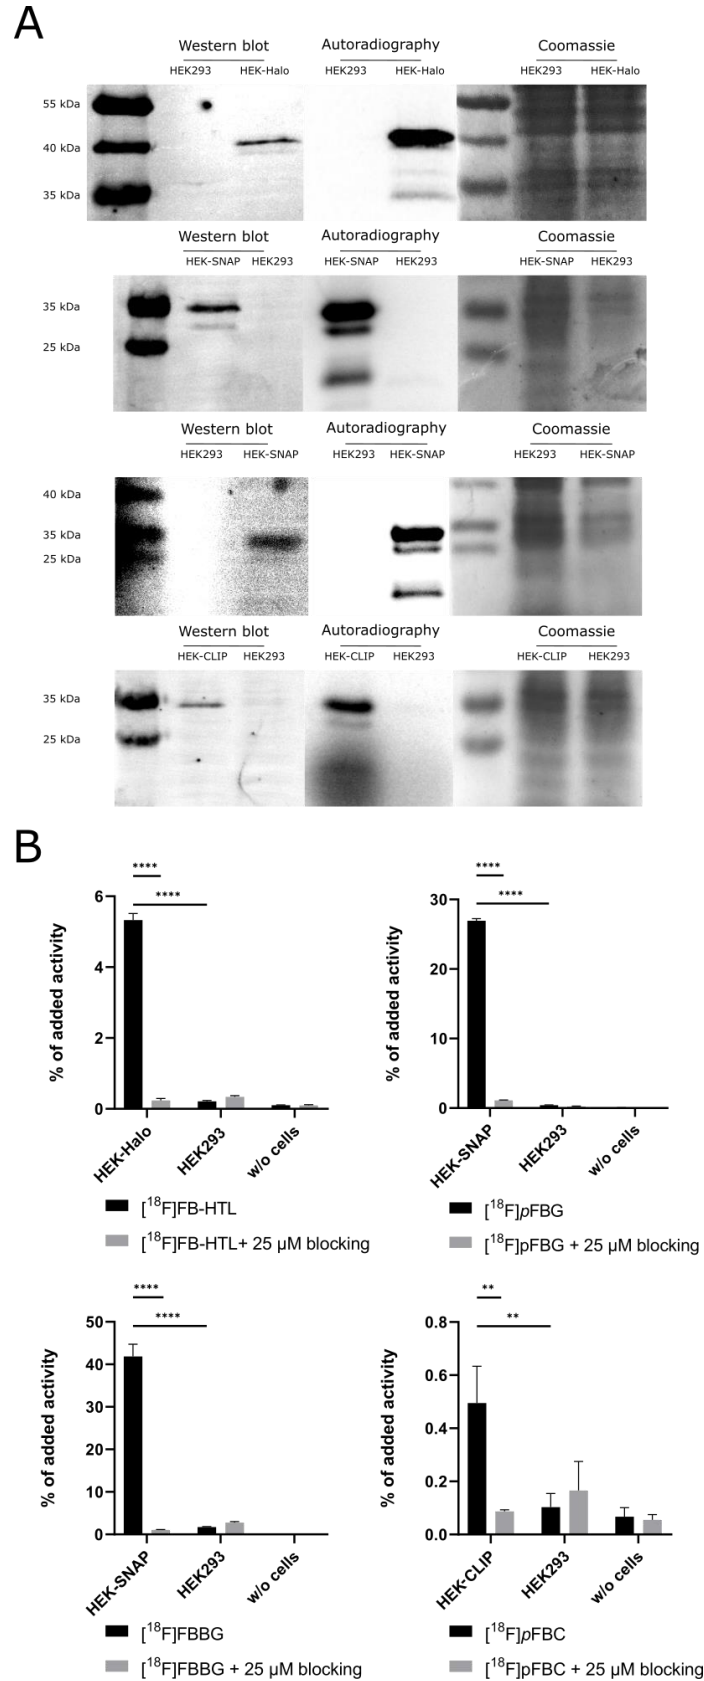 A
Western blot Autoradiography Coomassie
HEK293 HEK-Halo HEK293 HEK-Halo HEK293 HEK-Halo
55 kDa
40 kDa
35 kDa
Western blot Autoradiography Coomassie
HEK-SNAP HEK293 HEK-SNAP HEK293 HEK-SNAP HEK293
35 kDa
25 kDa
Western blot Autoradiography Coomassie
HEK293 HEK-SNAP HEK293 HEK-SNAP HEK293 HEK-SNAP
40 kDa
35 kDa
25 kDa
Western blot Autoradiography Coomassie
HEK-CLIP HEK293 HEK-CLIP HEK293 HEK-CLIP HEK293
35 kDa
25 kDa
B
****
****
% of added activity
6
4
2
0
HEK-Halo HEK293 w/o cells
[¹⁸F]FB-HTL
[¹⁸F]FB-HTL+ 25 µM blocking
****
****
% of added activity
30
20
10
0
HEK-SNAP HEK293 w/o cells
[¹⁸F]pFBG
[¹⁸F]pFBG + 25 µM blocking
****
****
% of added activity
50
40
30
20
10
0
HEK-SNAP HEK293 w/o cells
[¹⁸F]FBBG
[¹⁸F]FBBG + 25 µM blocking
**
**
% of added activity
0.8
0.6
0.4
0.2
0.0
HEK-CLIP HEK293 w/o cells
[¹⁸F]pFBC
[¹⁸F]pFBC + 25 µM blocking